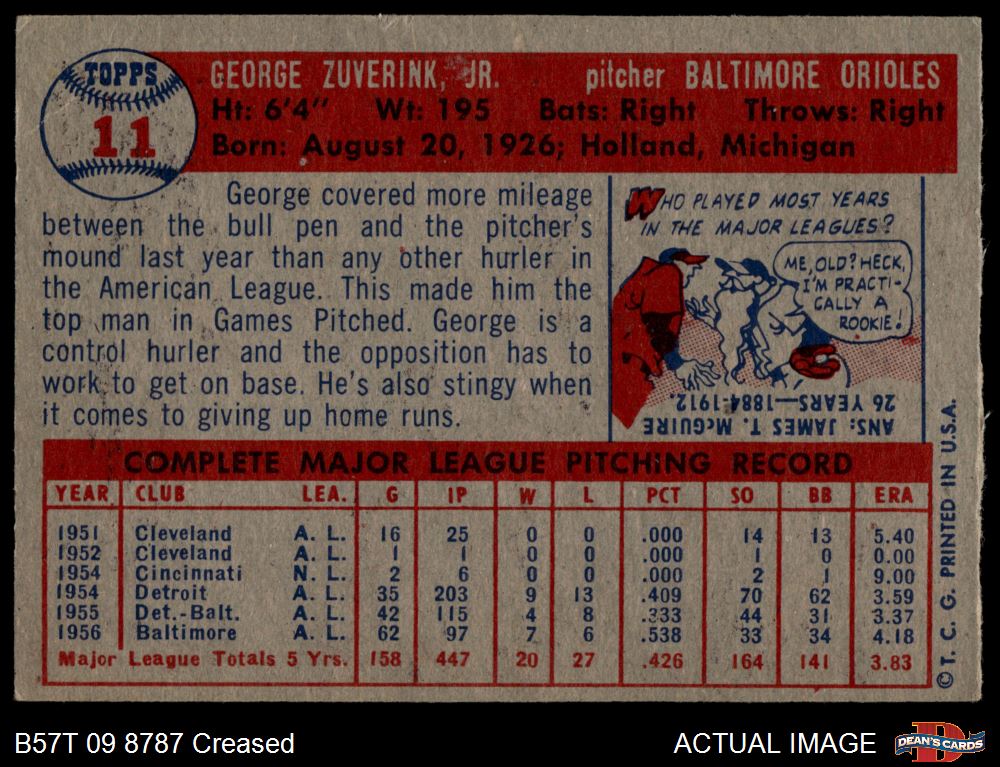 TOPPS
11
GEORGE ZUVERINK, JR. pitcher BALTIMORE ORIOLES
Ht: 6'4" Wt: 195 Bats: Right Throws: Right
Born: August 20, 1926; Holland, Michigan
George covered more mileage
between the bull pen and the pitcher's
mound last year than any other hurler in
the American League. This made him the
top man in Games Pitched. George is a
control hurler and the opposition has to
work to get on base. He's also stingy when
it comes to giving up home runs.
WHO PLAYED MOST YEARS
IN THE MAJOR LEAGUES?
ME, OLD? HECK,
I'M PRACTI-
CALLY A
ROOKIE!
ANS: JAMES T. McGUIRE
26 YEARS—1884-1912.
COMPLETE MAJOR LEAGUE PITCHING RECORD
YEAR CLUB LEA. G IP W L PCT SO BB ERA
1951 Cleveland A. L. 16 25 0 0 .000 14 13 5.40
1952 Cleveland A. L. 1 1 0 0 .000 1 0 0.00
1954 Cincinnati N. L. 2 6 0 0 .000 2 1 9.00
1954 Detroit A. L. 35 203 9 13 .409 70 62 3.59
1955 Det.-Balt. A. L. 42 115 4 8 .333 44 31 3.37
1956 Baltimore A. L. 62 97 7 6 .538 33 34 4.18
Major League Totals 5 Yrs. 158 447 20 27 .426 164 141 3.83
©T. C. G. PRINTED IN U.S.A.
B57T 09 8787 Creased
ACTUAL IMAGE
D
DEAN'S CARDS